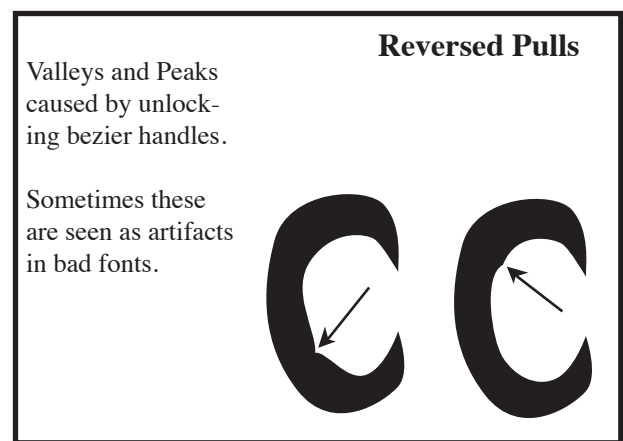 Reversed Pulls
Valleys and Peaks
caused by unlock-
ing bezier handles.
Sometimes these
are seen as artifacts
in bad fonts.
C C